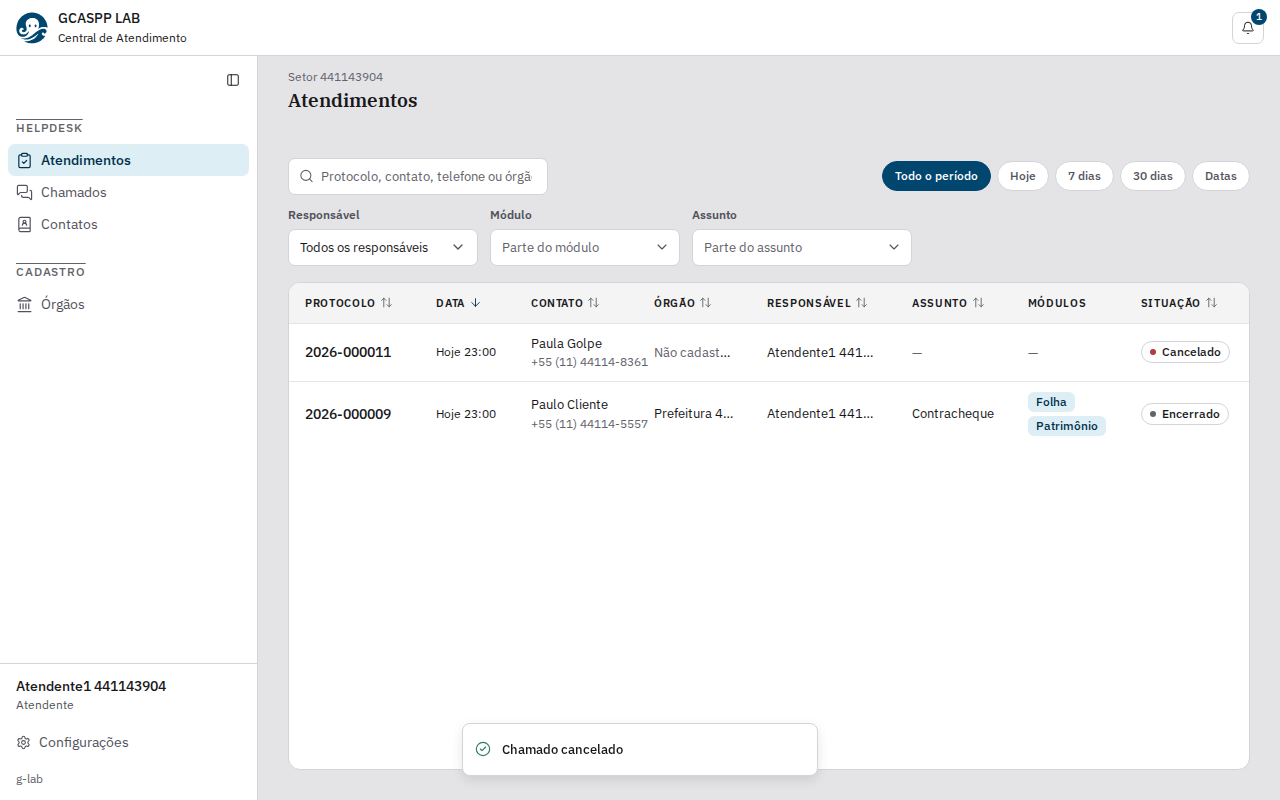 GCASPP LAB
Central de Atendimento
1
HELPDESK
Atendimentos
Chamados
Contatos
CADASTRO
Órgãos
Atendente1 441143904
Atendente
Configurações
g-lab
Setor 441143904
Atendimentos
Protocolo, contato, telefone ou órgã
Todo o período
Hoje
7 dias
30 dias
Datas
Responsável
Módulo
Assunto
Todos os responsáveis
Parte do módulo
Parte do assunto
PROTOCOLO DATA CONTATO ÓRGÃO RESPONSÁVEL ASSUNTO MÓDULOS SITUAÇÃO
2026-000011 Hoje 23:00 Paula Golpe Não cadast… Atendente1 441… — — Cancelado
+55 (11) 44114-8361
2026-000009 Hoje 23:00 Paulo Cliente Prefeitura 4… Atendente1 441… Contracheque Folha Encerrado
+55 (11) 44114-5557 Patrimônio
Chamado cancelado